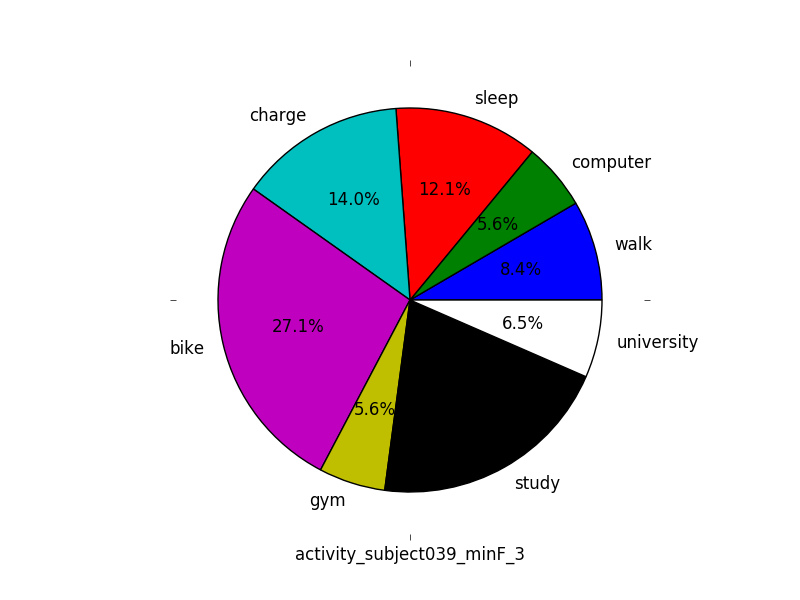 sleep
charge
computer
12.1%
14.0%
5.6%
walk
8.4%
6.5%
27.1%
university
bike
5.6%
study
gym
activity_subject039_minF_3